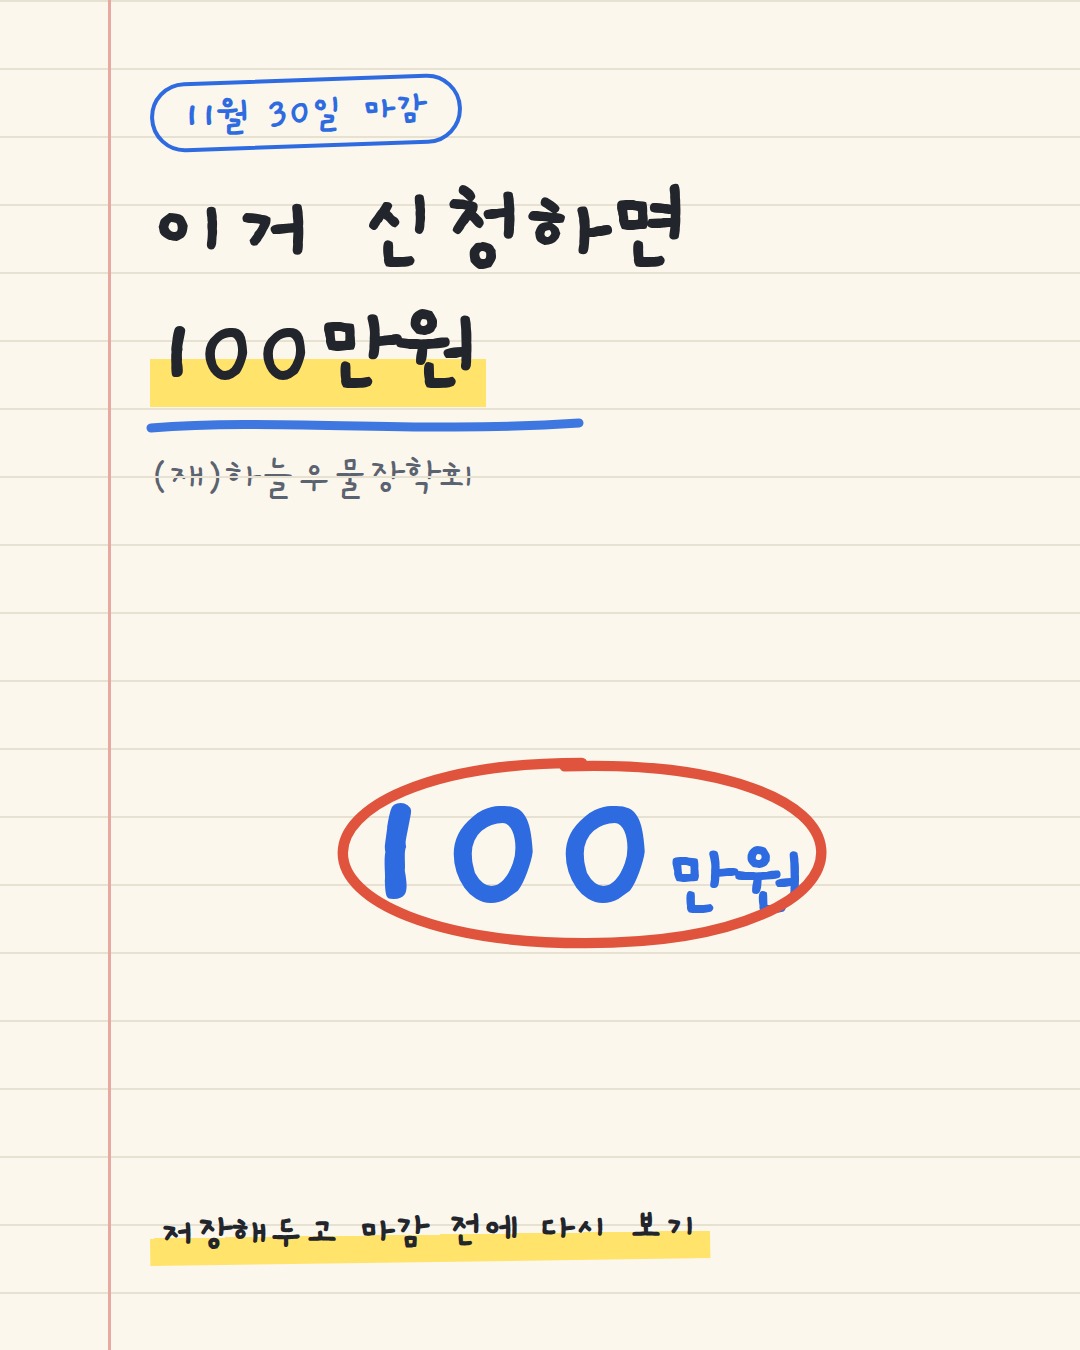 11월 30일 마감
이거 신청하면
100만원
(재)하늘우물장학회
100만원
저장해두고 마감 전에 다시 보기